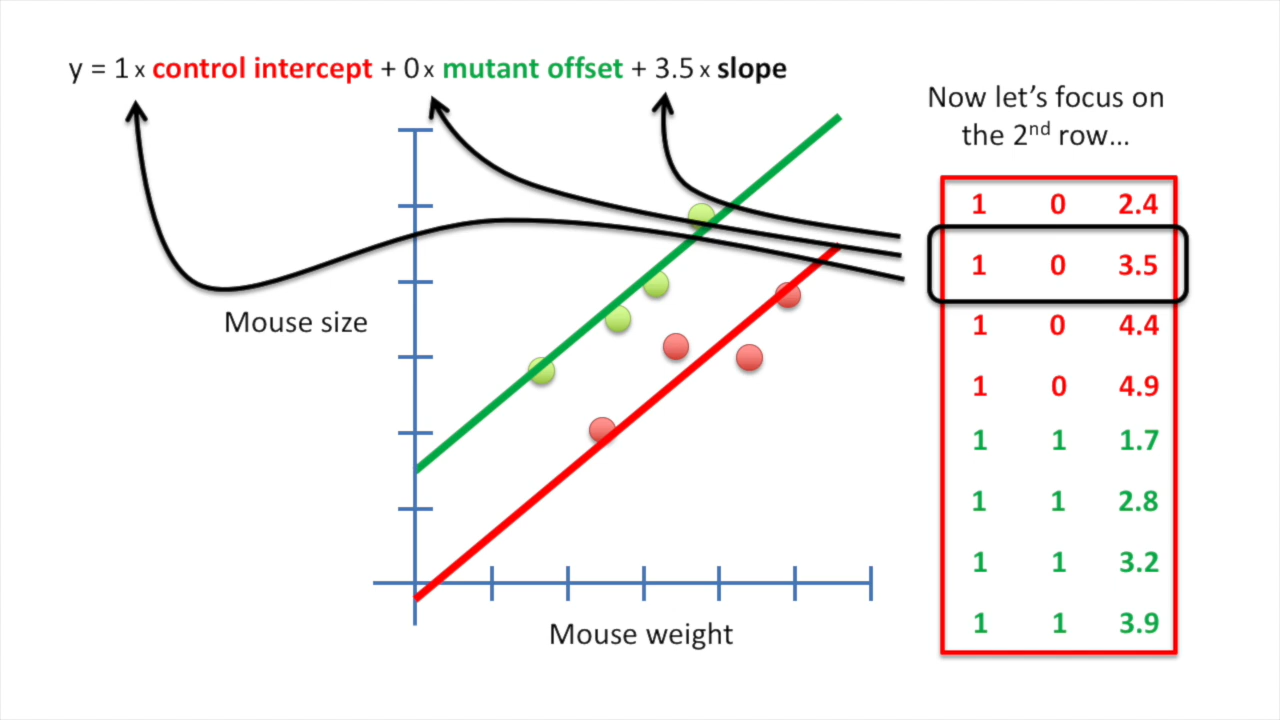 y = 1 x control intercept + 0 x mutant offset + 3.5 x slope
Now let's focus on
the 2nd row...
Mouse size
Mouse weight
1 0 2.4
1 0 3.5
1 0 4.4
1 0 4.9
1 1 1.7
1 1 2.8
1 1 3.2
1 1 3.9